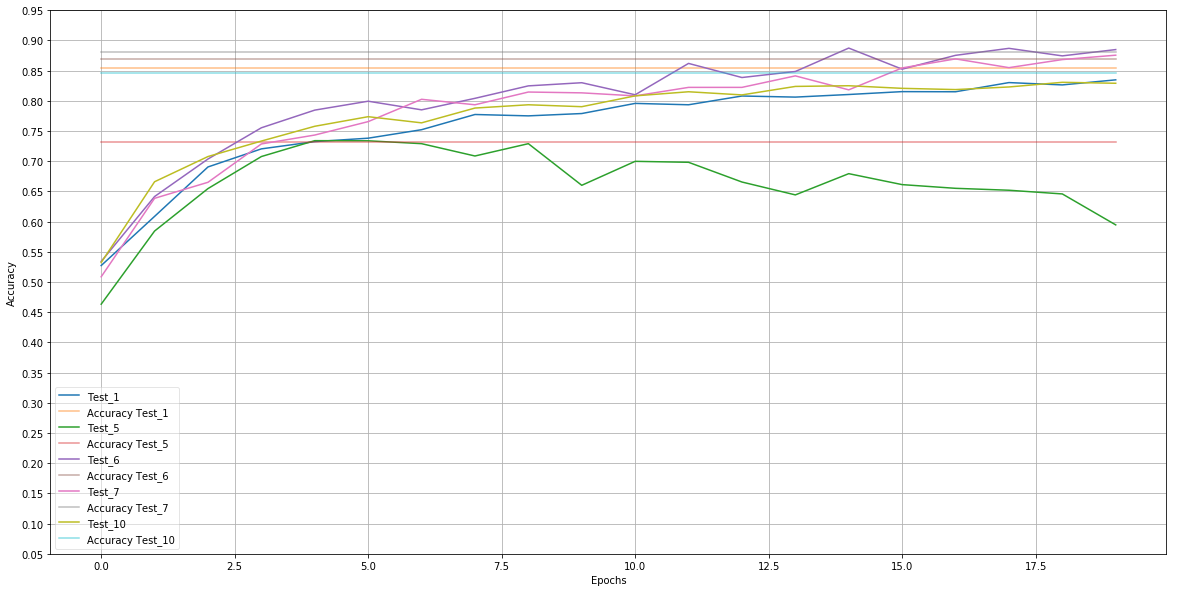 0.95
0.90
0.85
0.80
0.75
0.70
0.65
0.60
0.55
0.50
0.45
0.40
0.35
0.30
0.25
0.20
0.15
0.10
0.05
Accuracy
Test_1
Accuracy Test_1
Test_5
Accuracy Test_5
Test_6
Accuracy Test_6
Test_7
Accuracy Test_7
Test_10
Accuracy Test_10
0.0 2.5 5.0 7.5 10.0 12.5 15.0 17.5
Epochs